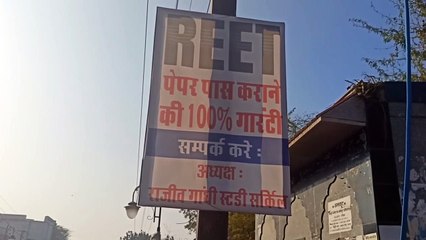 REET
पेपर पास कराने
की 100% गारंटी
सम्पर्क करे :
अध्यक्ष :
राजीव गांधी स्टडी सर्किल